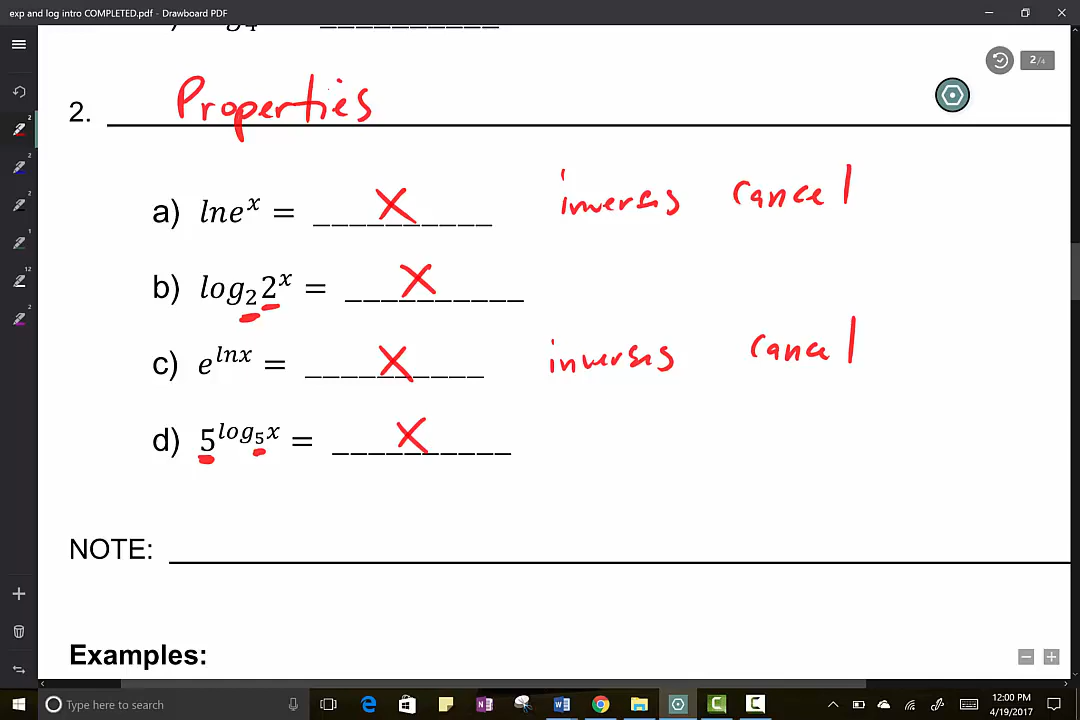 exp and log intro COMPLETED.pdf - Drawboard PDF
2/4
2. Properties
a) lne^x = x inverses cancel
b) log_2 2^x = x
c) e^lnx = x inverses cancel
d) 5^log_5 x = x
NOTE:
Examples:
Type here to search
12:00 PM
4/19/2017